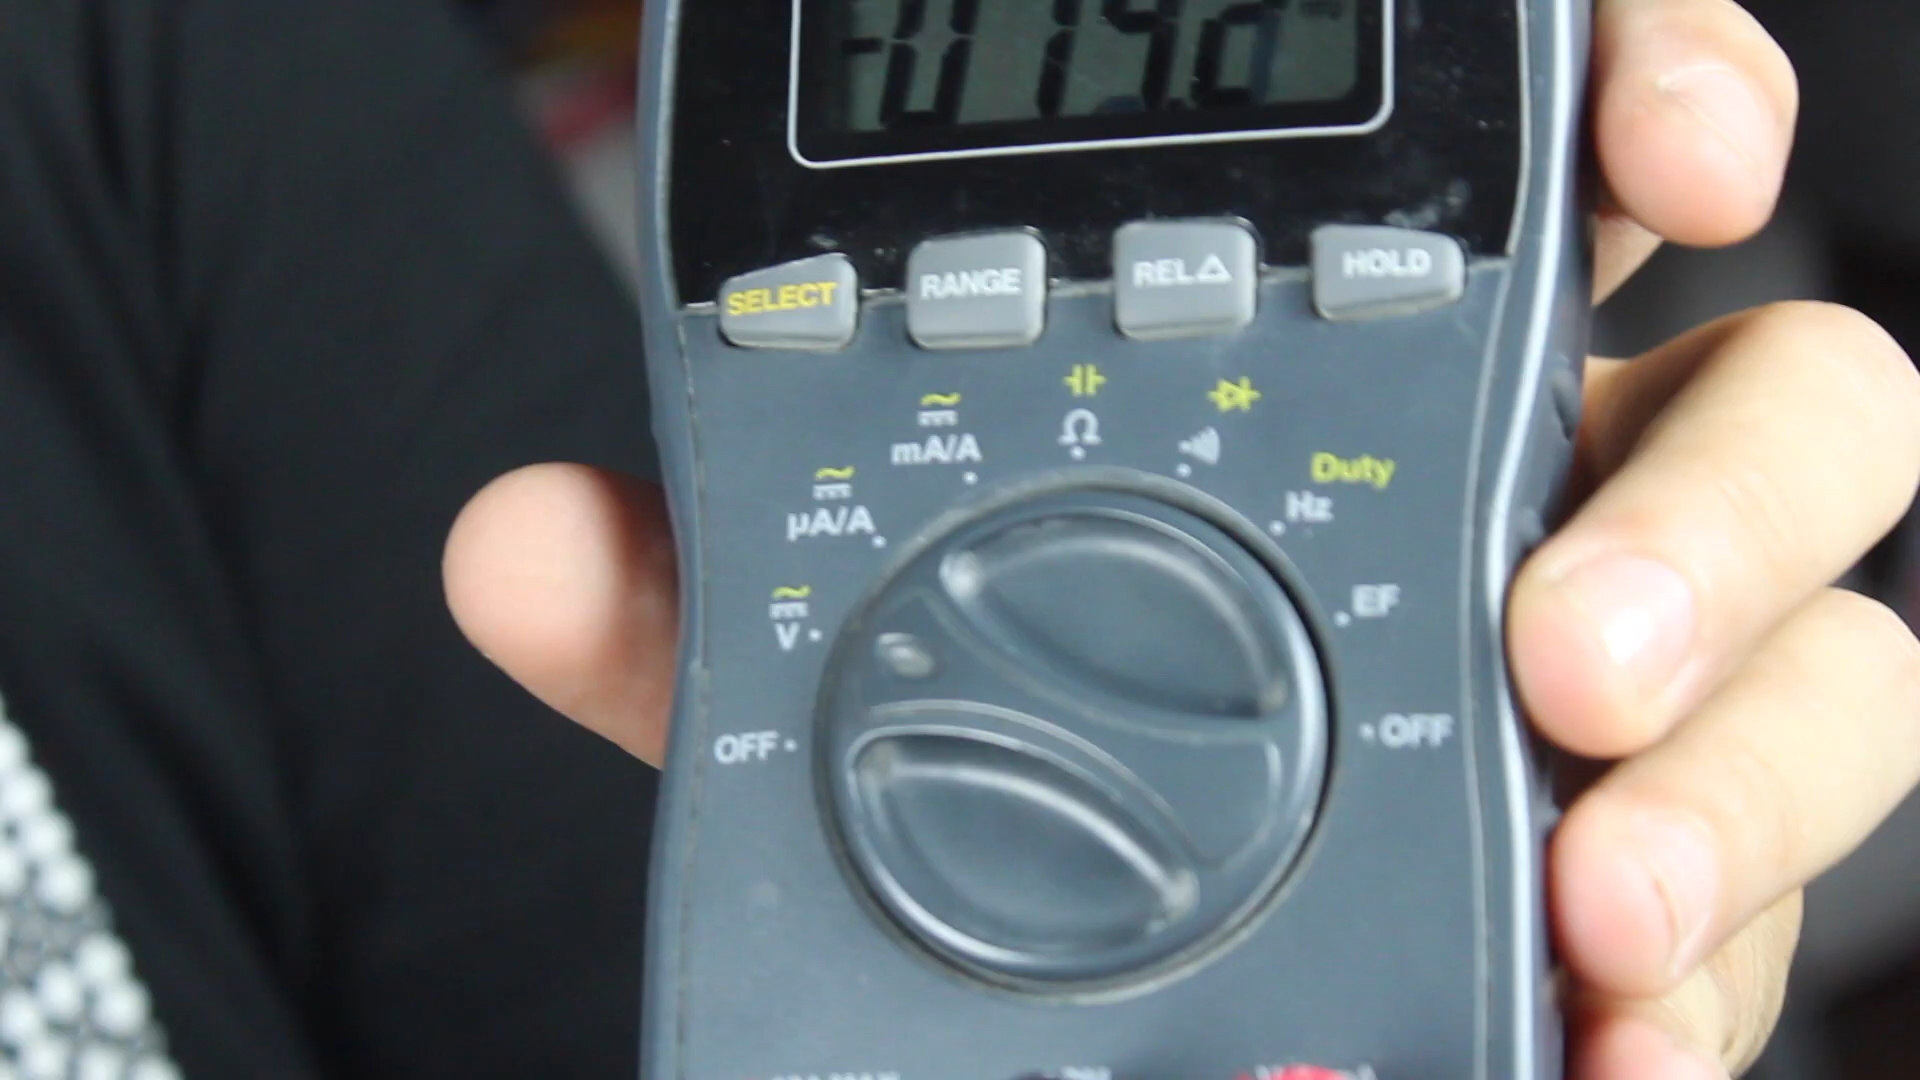 SELECT RANGE REL△ HOLD
mA/A Ω Duty
µA/A Hz
V EF
OFF OFF